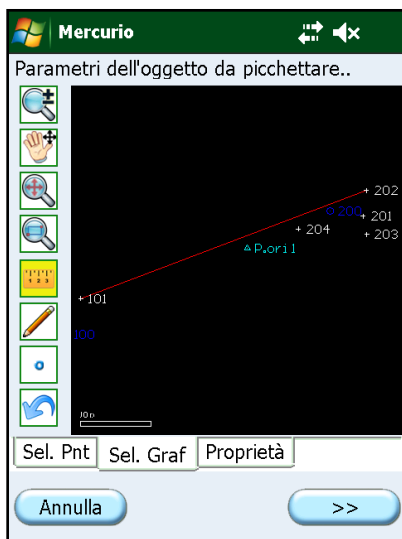 Mercurio
Parametri dell'oggetto da picchettare..
202
200
201
204
203
P.ori1
101
Sel. Pnt
Sel. Graf
Proprietà
Annulla
>>